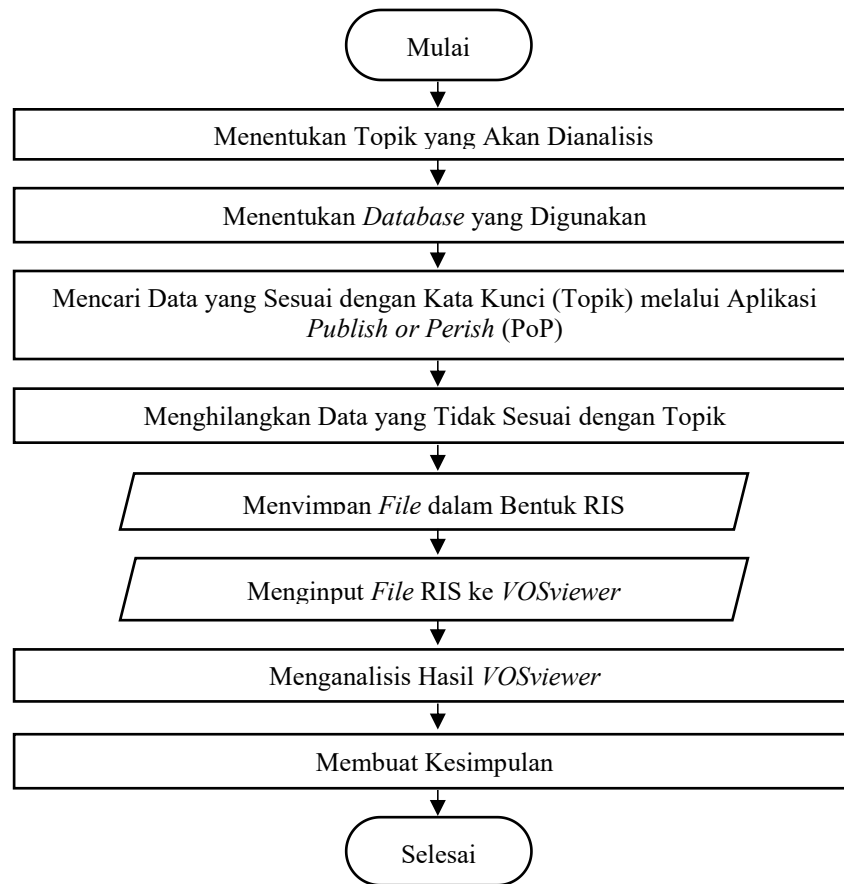 Mulai
Menentukan Topik yang Akan Dianalisis
Menentukan Database yang Digunakan
Mencari Data yang Sesuai dengan Kata Kunci (Topik) melalui Aplikasi
Publish or Perish (PoP)
Menghilangkan Data yang Tidak Sesuai dengan Topik
Menyimpan File dalam Bentuk RIS
Menginput File RIS ke VOSviewer
Menganalisis Hasil VOSviewer
Membuat Kesimpulan
Selesai